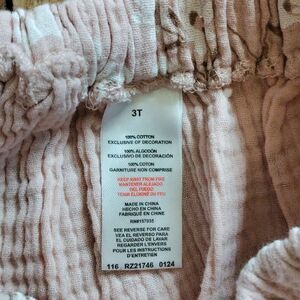 3T
100% COTTON
EXCLUSIVE OF DECORATION
100% ALGODÓN
EXCLUSIVO DE DECORACIÓN
100% COTON
GARNITURE NON COMPRISE
KEEP AWAY FROM FIRE
MANTENER ALEJADO
DEL FUEGO
TENIR ÉLOIGNÉ DU FEU
MADE IN CHINA
HECHO EN CHINA
FABRIQUÉ EN CHINE
RN#157935
SEE REVERSE FOR CARE
VEA EL REVERSO PARA
EL CUIDADO DE LAVAR
REGARDER L'ENVERS
POUR LES INSTRUCTIONS
D'ENTRETIEN
116 RZ21746 0124